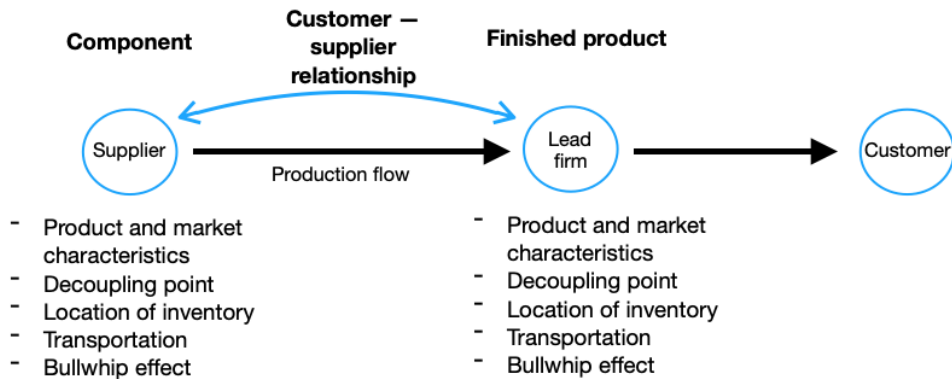 Component
Customer —
supplier
relationship
Finished product
Supplier
Production flow
Lead
firm
Customer
- Product and market
characteristics
- Decoupling point
- Location of inventory
- Transportation
- Bullwhip effect
- Product and market
characteristics
- Decoupling point
- Location of inventory
- Transportation
- Bullwhip effect